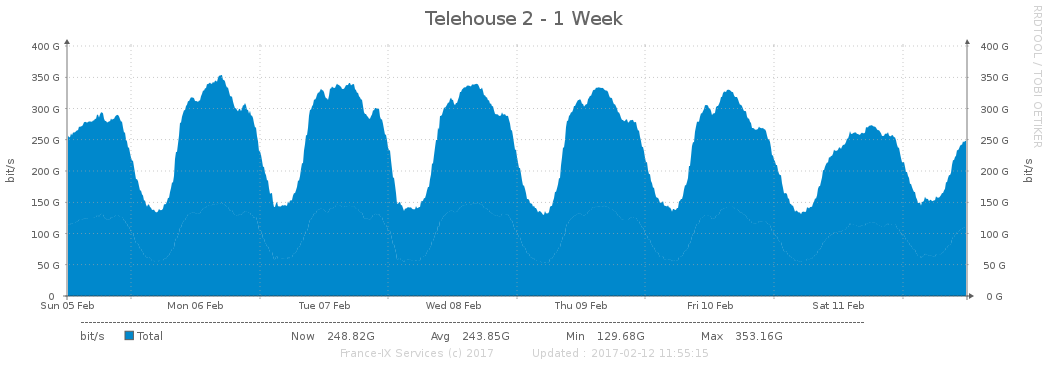 Telehouse 2 - 1 Week
RRDTOOL / TOBI OETIKER
400 G 400 G
350 G 350 G
300 G 300 G
250 G 250 G
200 G 200 G
150 G 150 G
100 G 100 G
50 G 50 G
0 0 G
bit/s bit/s
Sun 05 Feb Mon 06 Feb Tue 07 Feb Wed 08 Feb Thu 09 Feb Fri 10 Feb Sat 11 Feb
bit/s Total Now 248.82G Avg 243.85G Min 129.68G Max 353.16G
France-IX Services (c) 2017 Updated : 2017-02-12 11:55:15